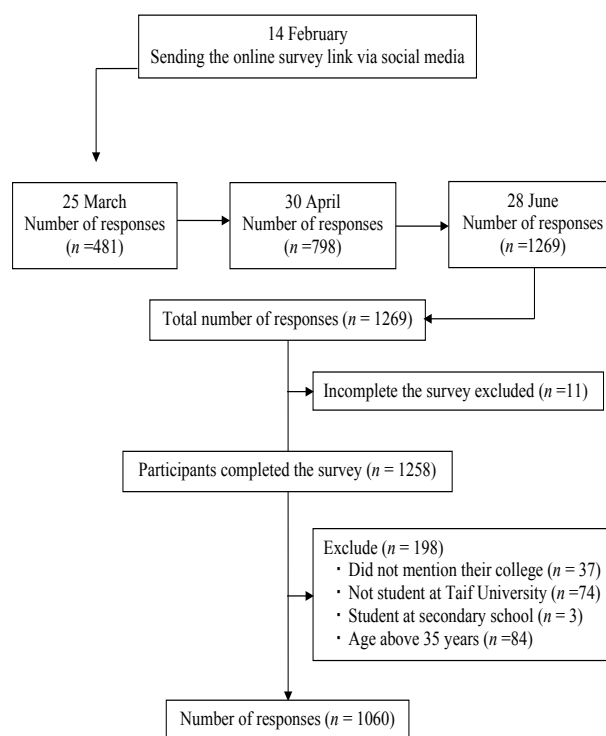 14 February
Sending the online survey link via social media
25 March
Number of responses
(n =481)
30 April
Number of responses
(n =798)
28 June
Number of responses
(n =1269)
Total number of responses (n = 1269)
Incomplete the survey excluded (n =11)
Participants completed the survey (n = 1258)
Exclude (n = 198)
· Did not mention their college (n = 37)
· Not student at Taif University (n =74)
· Student at secondary school (n = 3)
· Age above 35 years (n =84)
Number of responses (n = 1060)